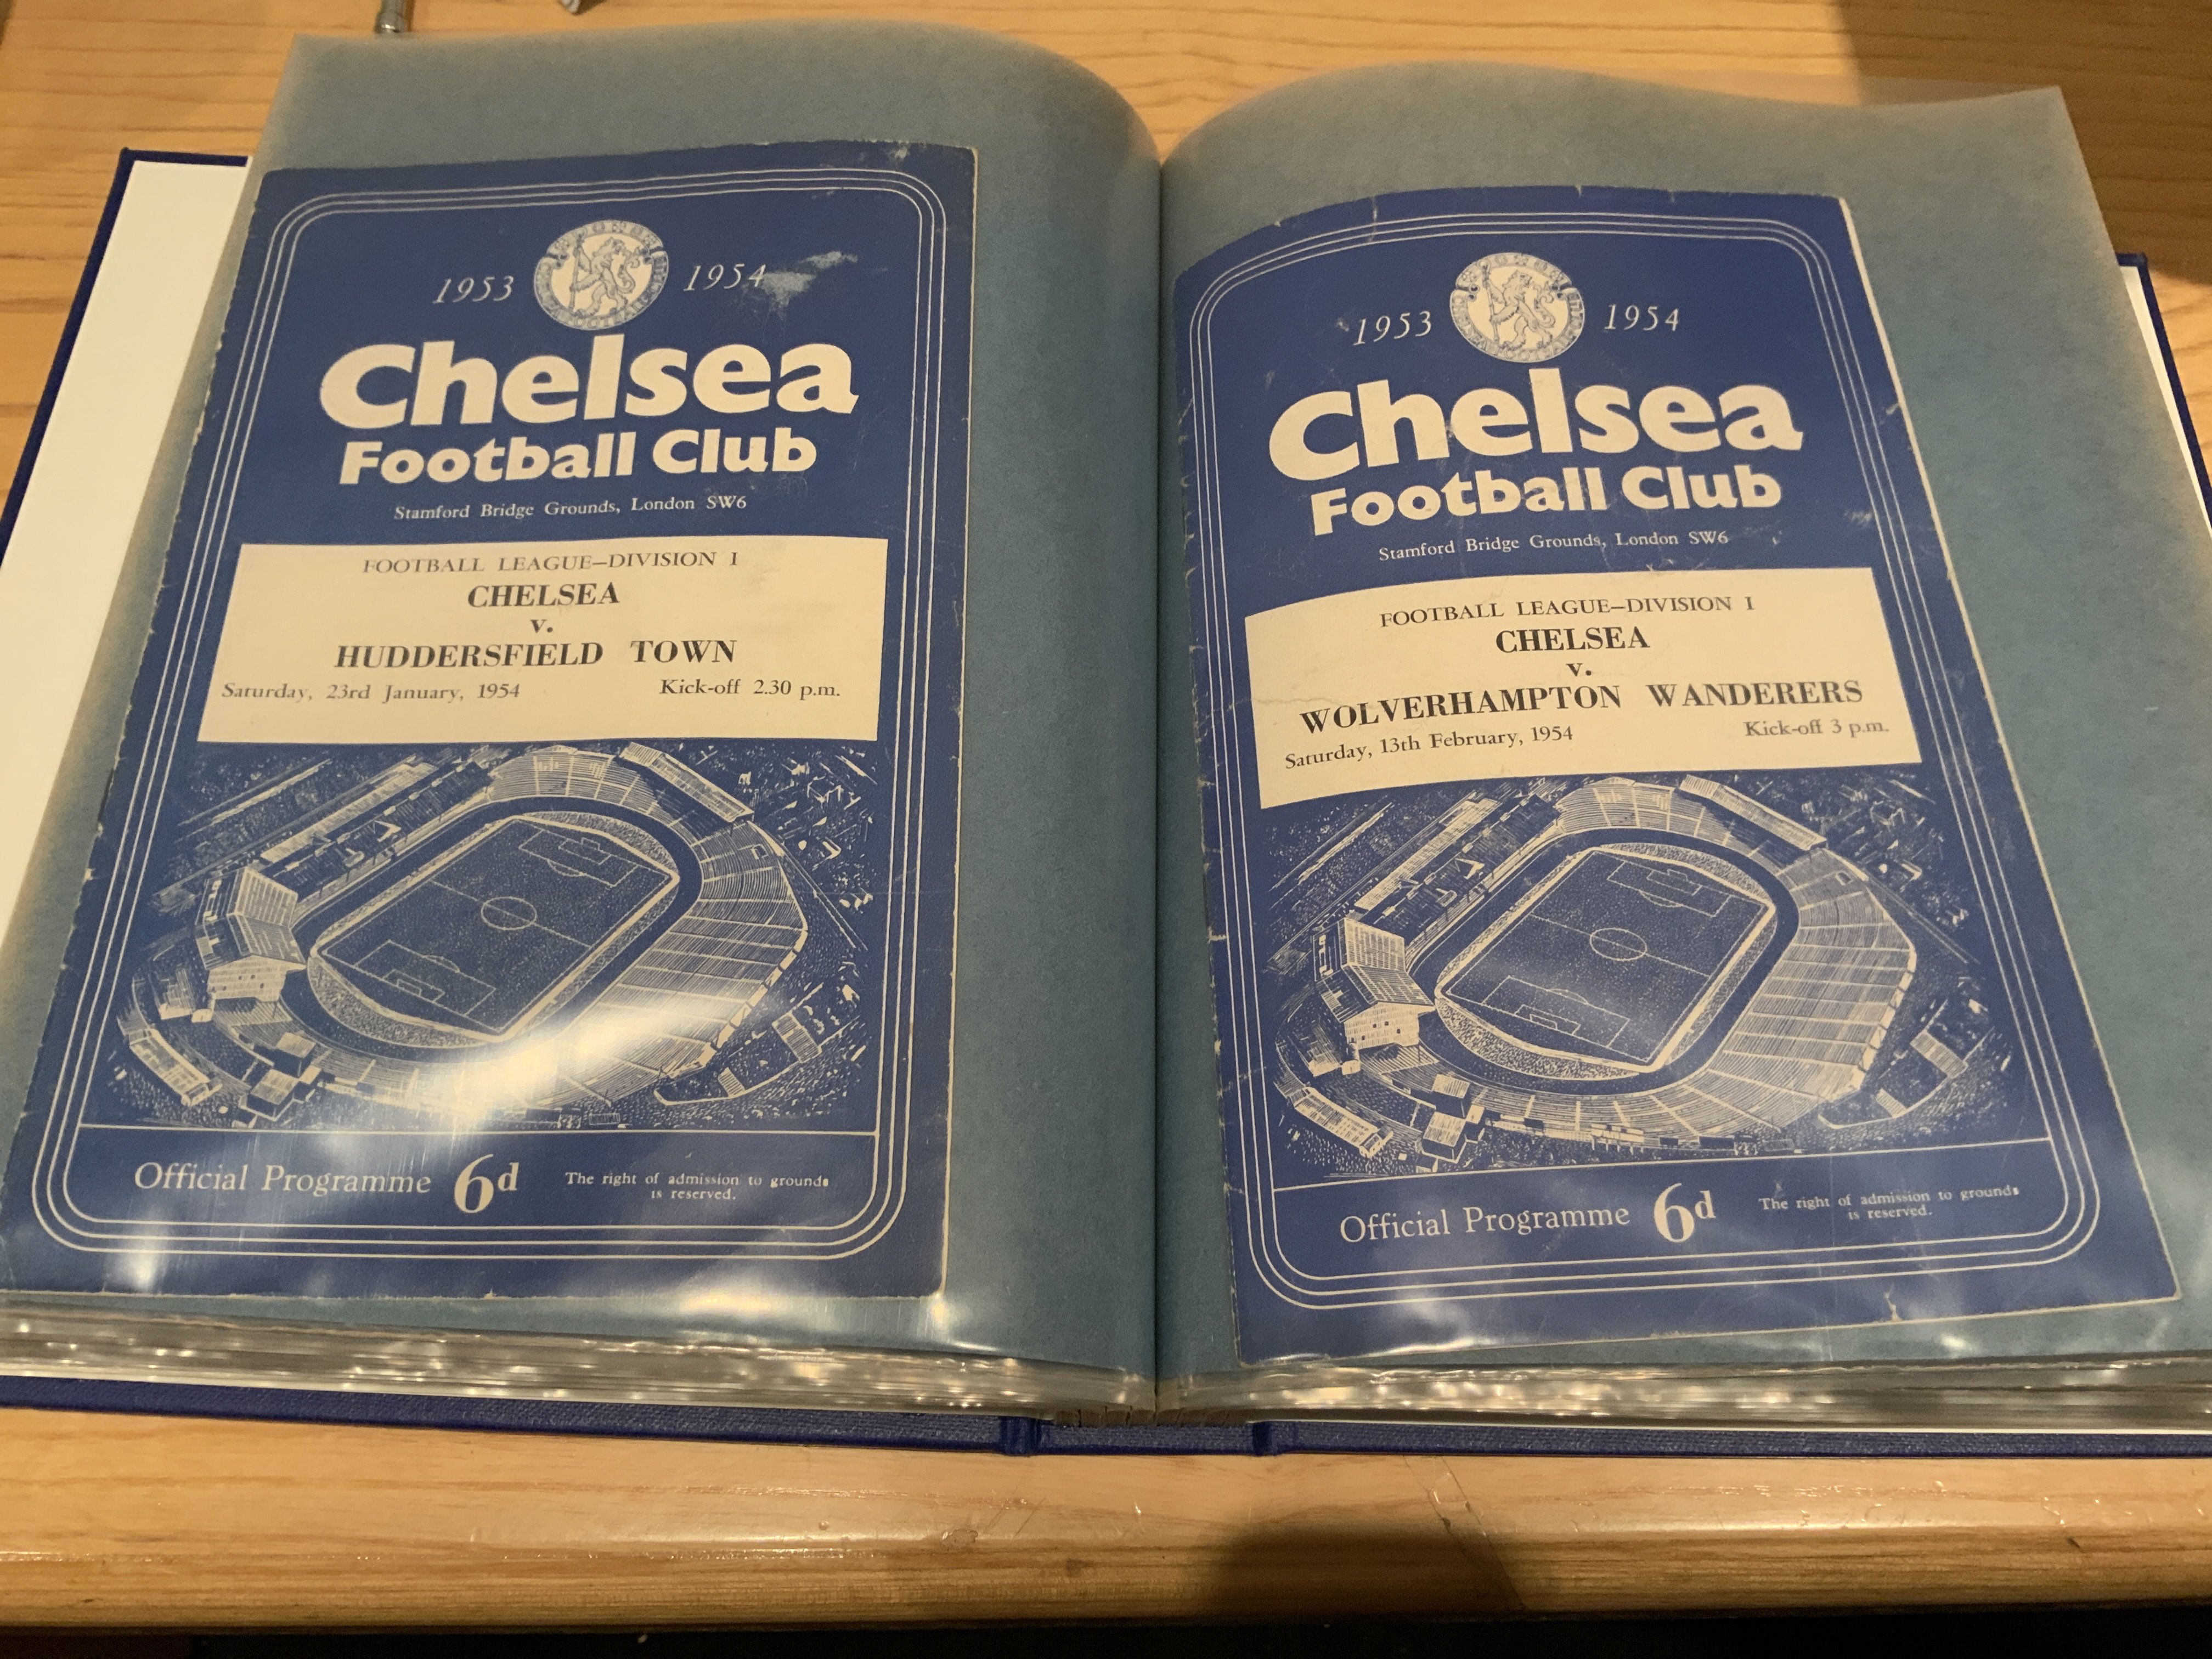 1953 1954
Chelsea
Football Club
Stamford Bridge Grounds, London SW6
FOOTBALL LEAGUE—DIVISION I
CHELSEA
v.
HUDDERSFIELD TOWN
Saturday, 23rd January, 1954 Kick-off 2.30 p.m.
Official Programme 6d The right of admission to grounds
is reserved.
1953 1954
Chelsea
Football Club
Stamford Bridge Grounds, London SW6
FOOTBALL LEAGUE—DIVISION I
CHELSEA
v.
WOLVERHAMPTON WANDERERS
Saturday, 13th February, 1954 Kick-off 3 p.m.
Official Programme 6d The right of admission to grounds
is reserved.